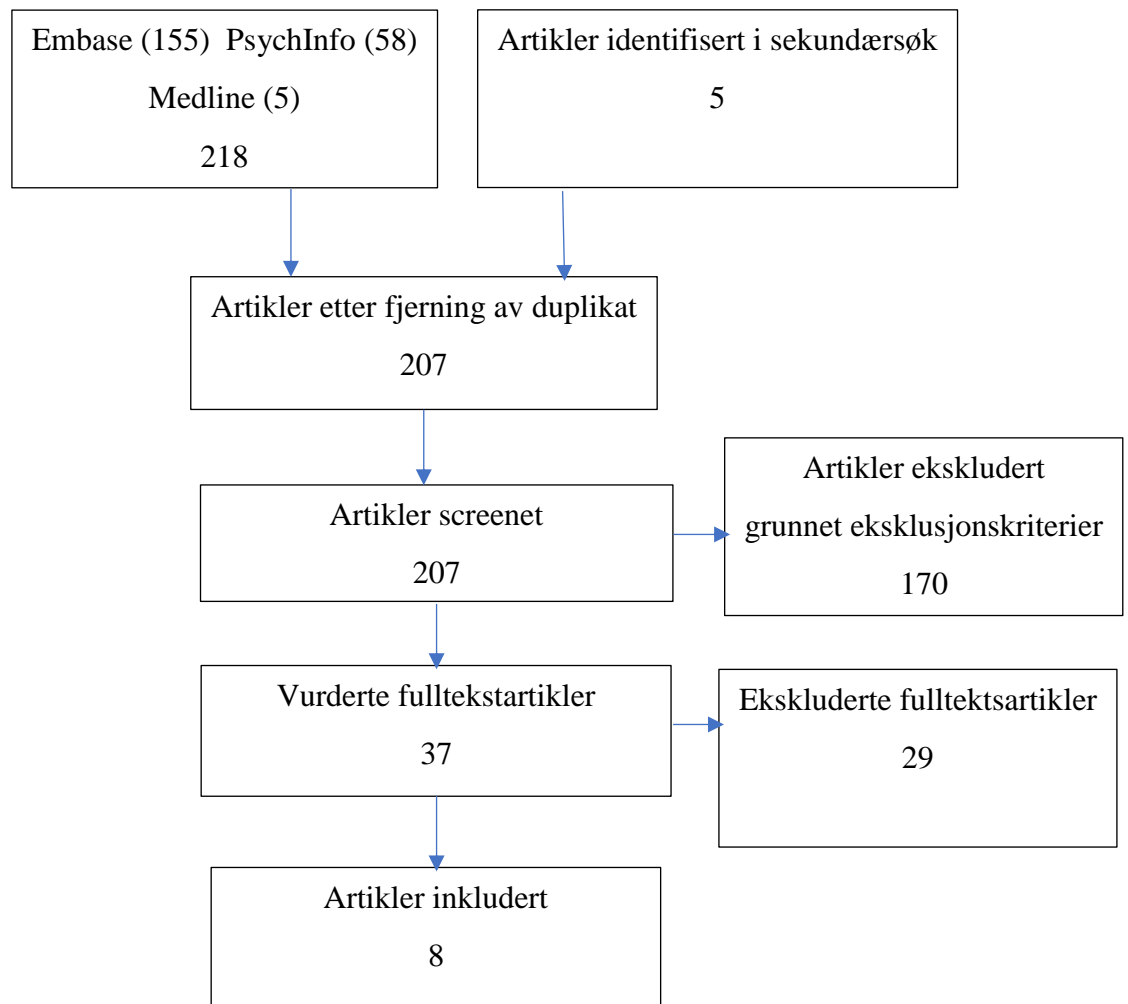 Embase (155) PsychInfo (58)
Medline (5)
218
Artikler identifisert i sekundærsøk
5
Artikler etter fjerning av duplikat
207
Artikler screenet
207
Artikler ekskludert
grunnet eksklusjonskriterier
170
Vurderte fulltekstartikler
37
Ekskluderte fulltektsartikler
29
Artikler inkludert
8